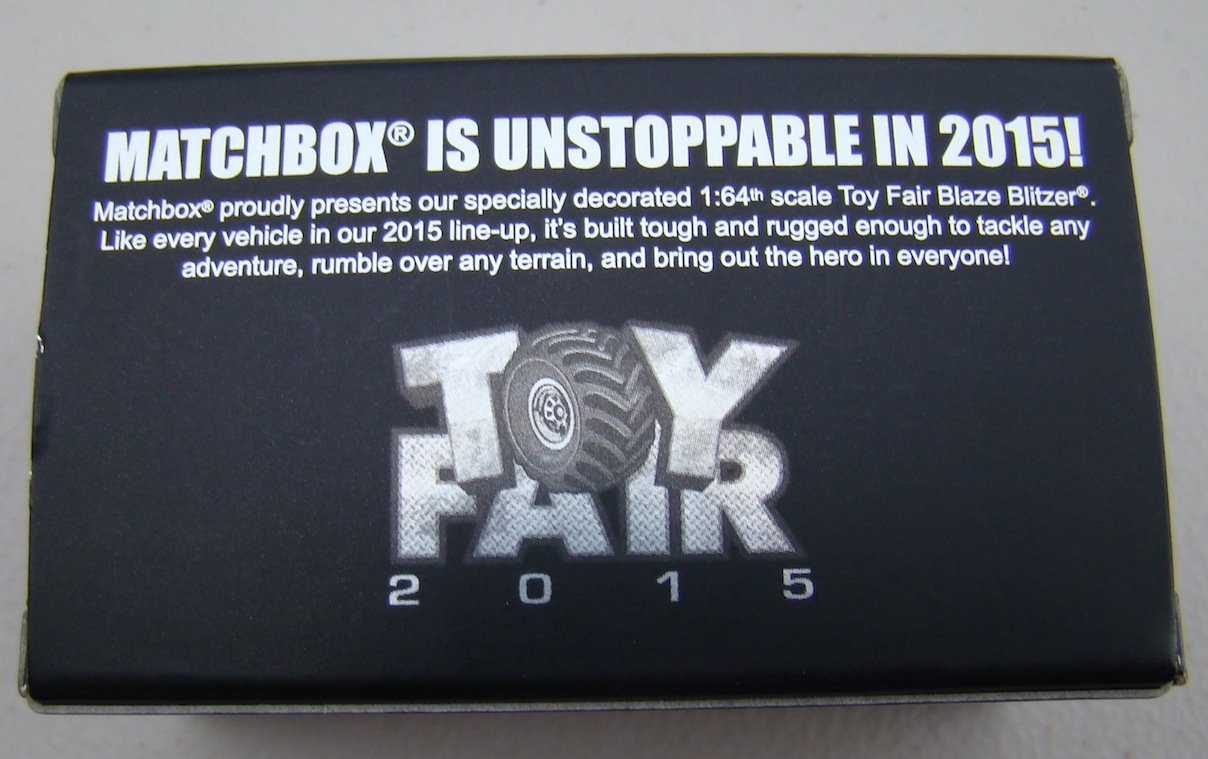 MATCHBOX® IS UNSTOPPABLE IN 2015!
Matchbox® proudly presents our specially decorated 1:64th scale Toy Fair Blaze Blitzer®.
Like every vehicle in our 2015 line-up, it's built tough and rugged enough to tackle any
adventure, rumble over any terrain, and bring out the hero in everyone!
TOY
FAIR
2015